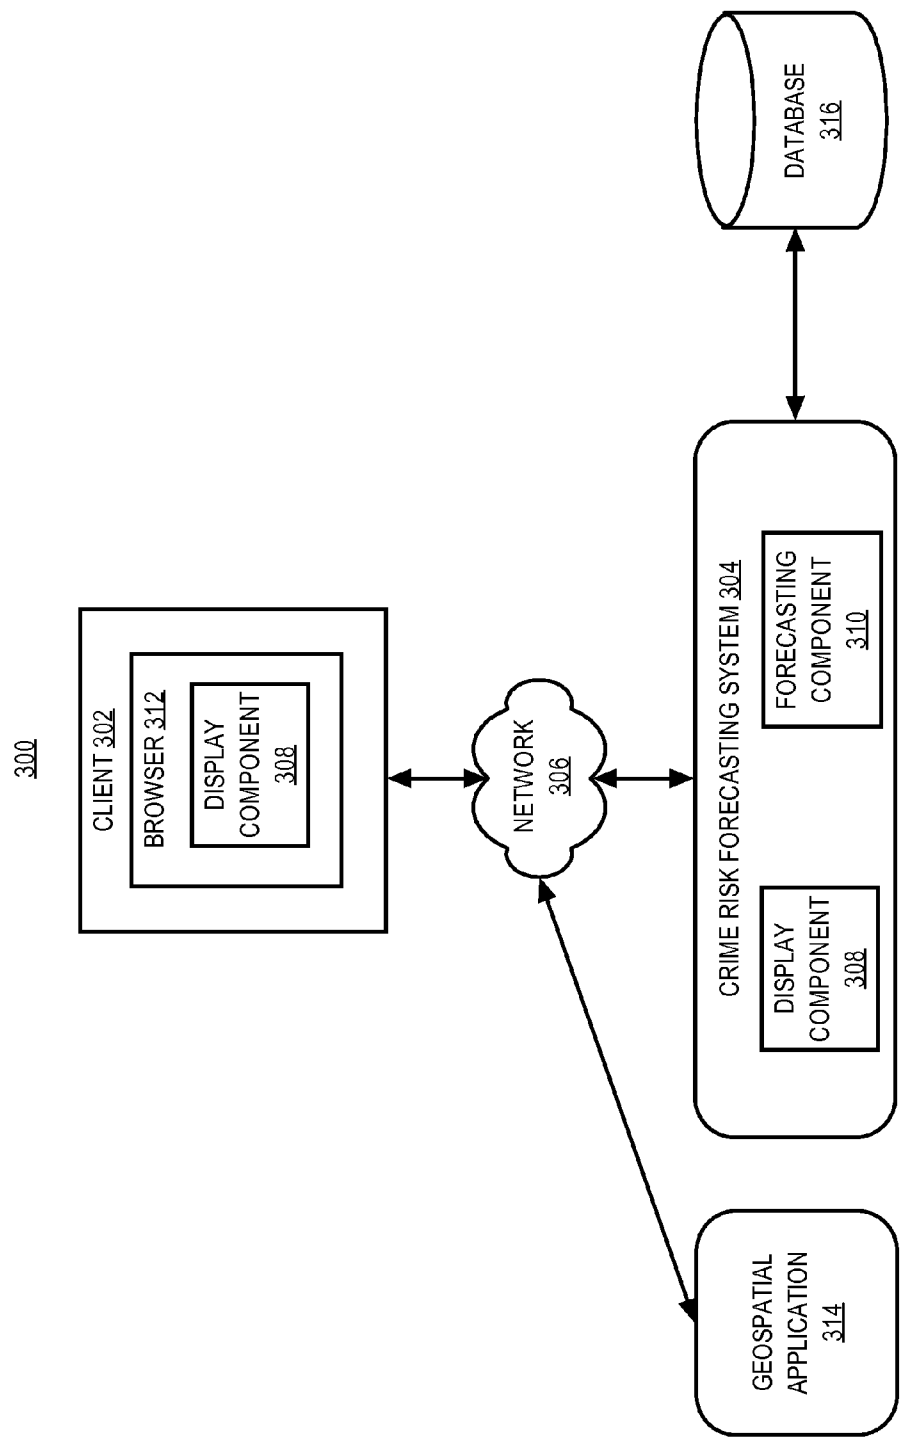 300
CLIENT 302
BROWSER 312
DISPLAY
COMPONENT
308
NETWORK
306
GEOSPATIAL
APPLICATION
314
CRIME RISK FORECASTING SYSTEM 304
DISPLAY
COMPONENT
308
FORECASTING
COMPONENT
310
DATABASE
316